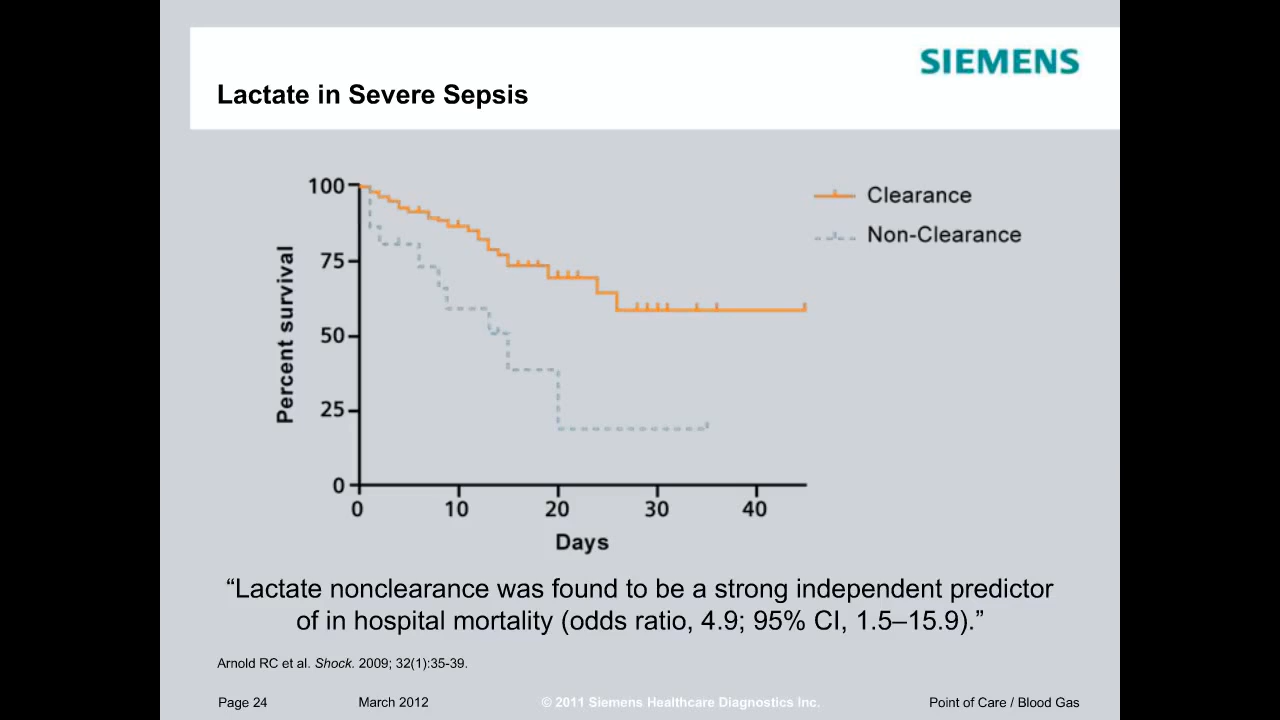 SIEMENS
Lactate in Severe Sepsis
100
75
50
25
0
Percent survival
0 10 20 30 40
Days
Clearance
Non-Clearance
“Lactate nonclearance was found to be a strong independent predictor
of in hospital mortality (odds ratio, 4.9; 95% CI, 1.5–15.9).”
Arnold RC et al. Shock. 2009; 32(1):35-39.
Page 24 March 2012 © 2011 Siemens Healthcare Diagnostics Inc. Point of Care / Blood Gas